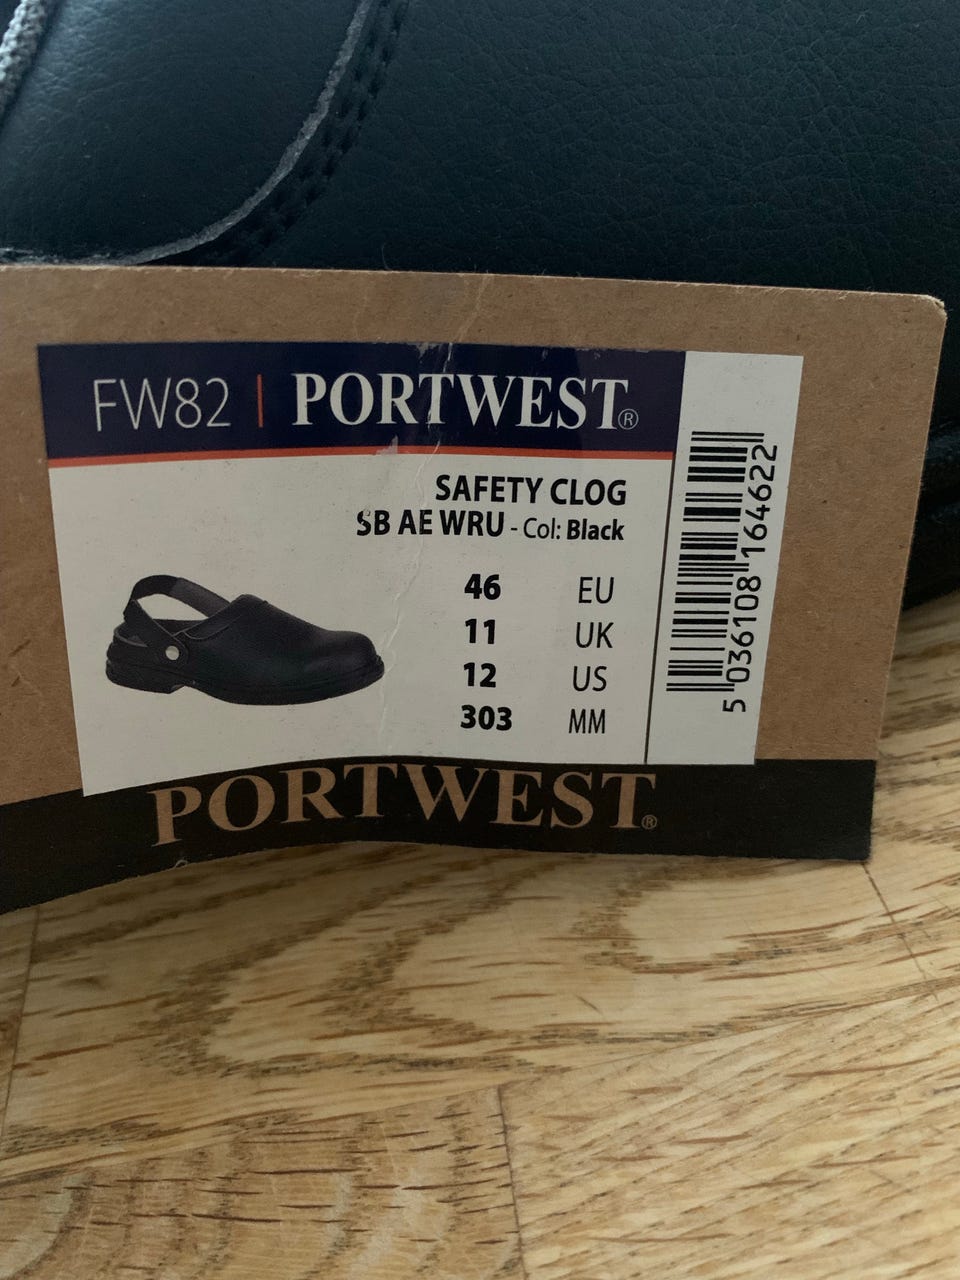 FW82 | PORTWEST®
SAFETY CLOG
SB AE WRU - Col: Black
46 EU
11 UK
12 US
303 MM
5 036108 164622
PORTWEST®